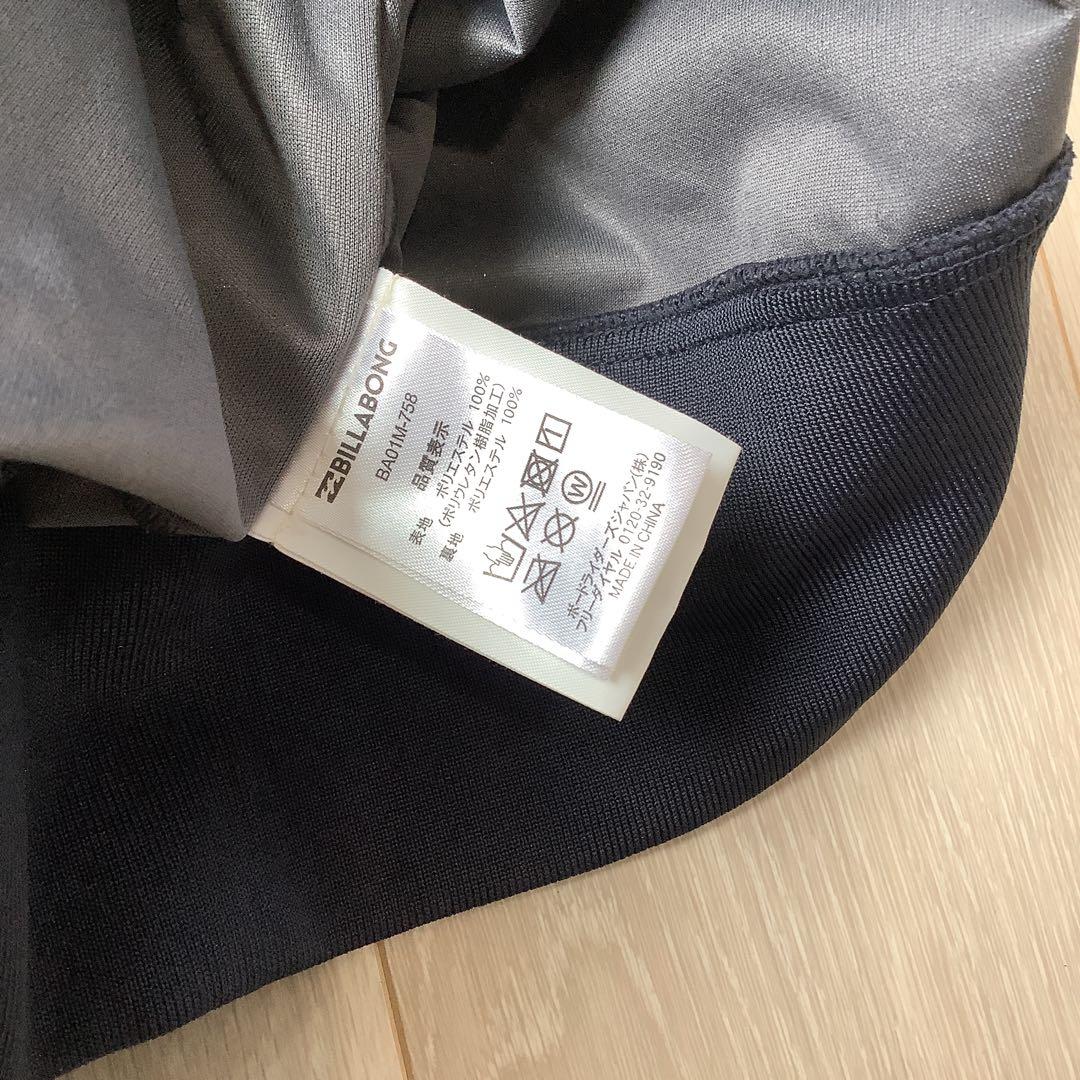 BILLABONG
BA01M-758
品質表示
表地 ポリエステル 100%
(ポリウレタン樹脂加工)
裏地 ポリエステル 100%
W
ボードライダーズジャパン(株)
フリーダイヤル 0120-32-9190
MADE IN CHINA